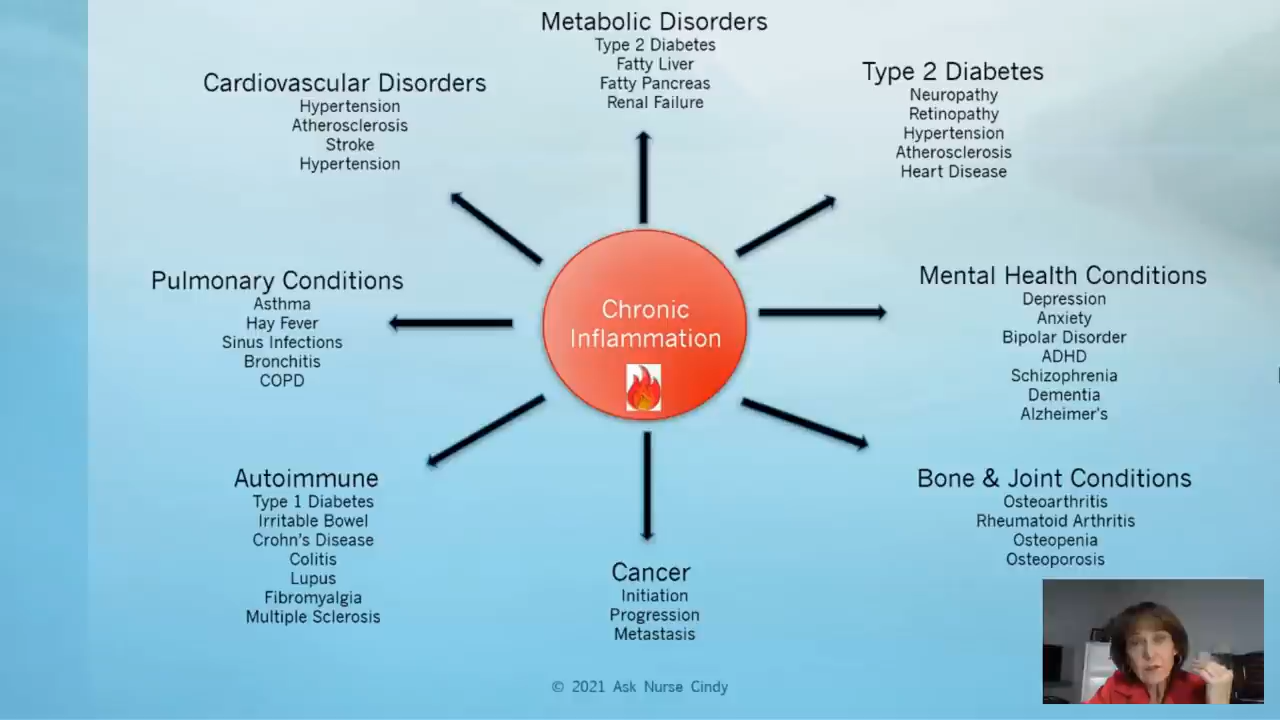 Metabolic Disorders
Type 2 Diabetes
Fatty Liver
Fatty Pancreas
Renal Failure
Cardiovascular Disorders
Hypertension
Atherosclerosis
Stroke
Hypertension
Type 2 Diabetes
Neuropathy
Retinopathy
Hypertension
Atherosclerosis
Heart Disease
Pulmonary Conditions
Asthma
Hay Fever
Sinus Infections
Bronchitis
COPD
Chronic
Inflammation
Mental Health Conditions
Depression
Anxiety
Bipolar Disorder
ADHD
Schizophrenia
Dementia
Alzheimer's
Autoimmune
Type 1 Diabetes
Irritable Bowel
Crohn's Disease
Colitis
Lupus
Fibromyalgia
Multiple Sclerosis
Cancer
Initiation
Progression
Metastasis
Bone & Joint Conditions
Osteoarthritis
Rheumatoid Arthritis
Osteopenia
Osteoporosis
© 2021 Ask Nurse Cindy